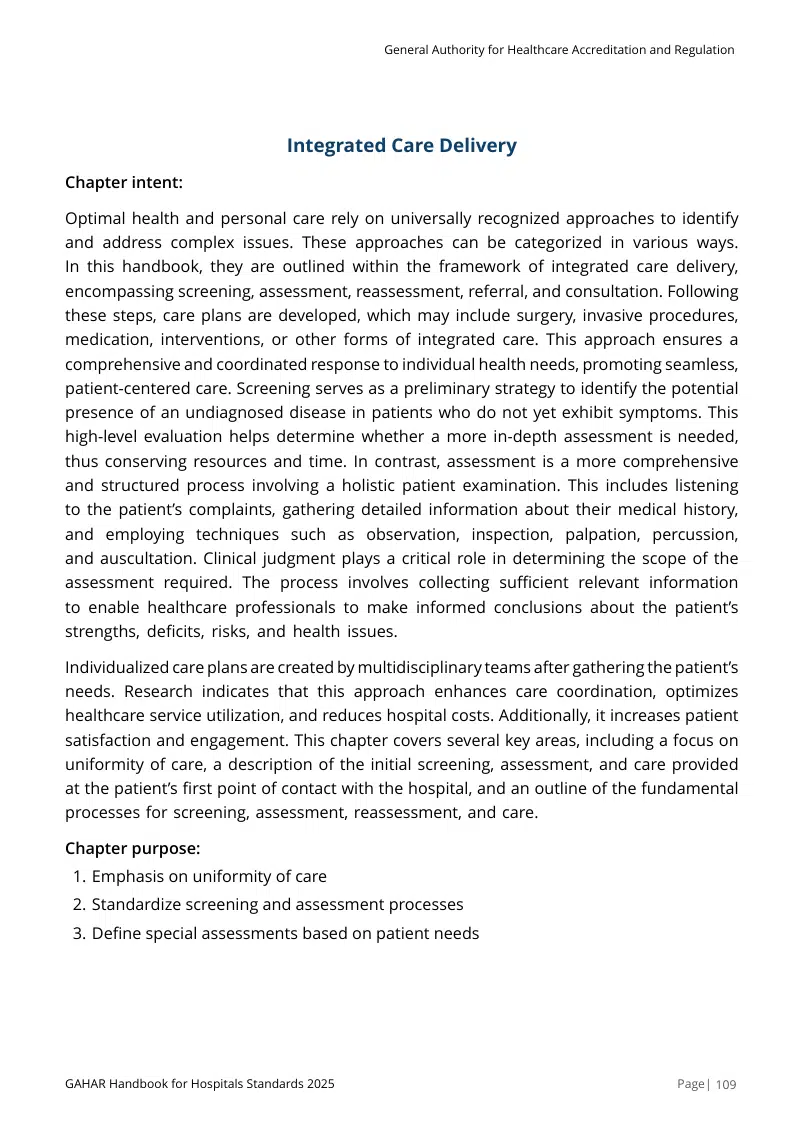 General Authority for Healthcare Accreditation and Regulation
Integrated Care Delivery
Chapter intent:
Optimal health and personal care rely on universally recognized approaches to identify
and address complex issues. These approaches can be categorized in various ways.
In this handbook, they are outlined within the framework of integrated care delivery,
encompassing screening, assessment, reassessment, referral, and consultation. Following
these steps, care plans are developed, which may include surgery, invasive procedures,
medication, interventions, or other forms of integrated care. This approach ensures a
comprehensive and coordinated response to individual health needs, promoting seamless,
patient-centered care. Screening serves as a preliminary strategy to identify the potential
presence of an undiagnosed disease in patients who do not yet exhibit symptoms. This
high-level evaluation helps determine whether a more in-depth assessment is needed,
thus conserving resources and time. In contrast, assessment is a more comprehensive
and structured process involving a holistic patient examination. This includes listening
to the patient’s complaints, gathering detailed information about their medical history,
and employing techniques such as observation, inspection, palpation, percussion,
and auscultation. Clinical judgment plays a critical role in determining the scope of the
assessment required. The process involves collecting sufficient relevant information
to enable healthcare professionals to make informed conclusions about the patient’s
strengths, deficits, risks, and health issues.
Individualized care plans are created by multidisciplinary teams after gathering the patient’s
needs. Research indicates that this approach enhances care coordination, optimizes
healthcare service utilization, and reduces hospital costs. Additionally, it increases patient
satisfaction and engagement. This chapter covers several key areas, including a focus on
uniformity of care, a description of the initial screening, assessment, and care provided
at the patient’s first point of contact with the hospital, and an outline of the fundamental
processes for screening, assessment, reassessment, and care.
Chapter purpose:
1. Emphasis on uniformity of care
2. Standardize screening and assessment processes
3. Define special assessments based on patient needs
GAHAR Handbook for Hospitals Standards 2025
Page| 109